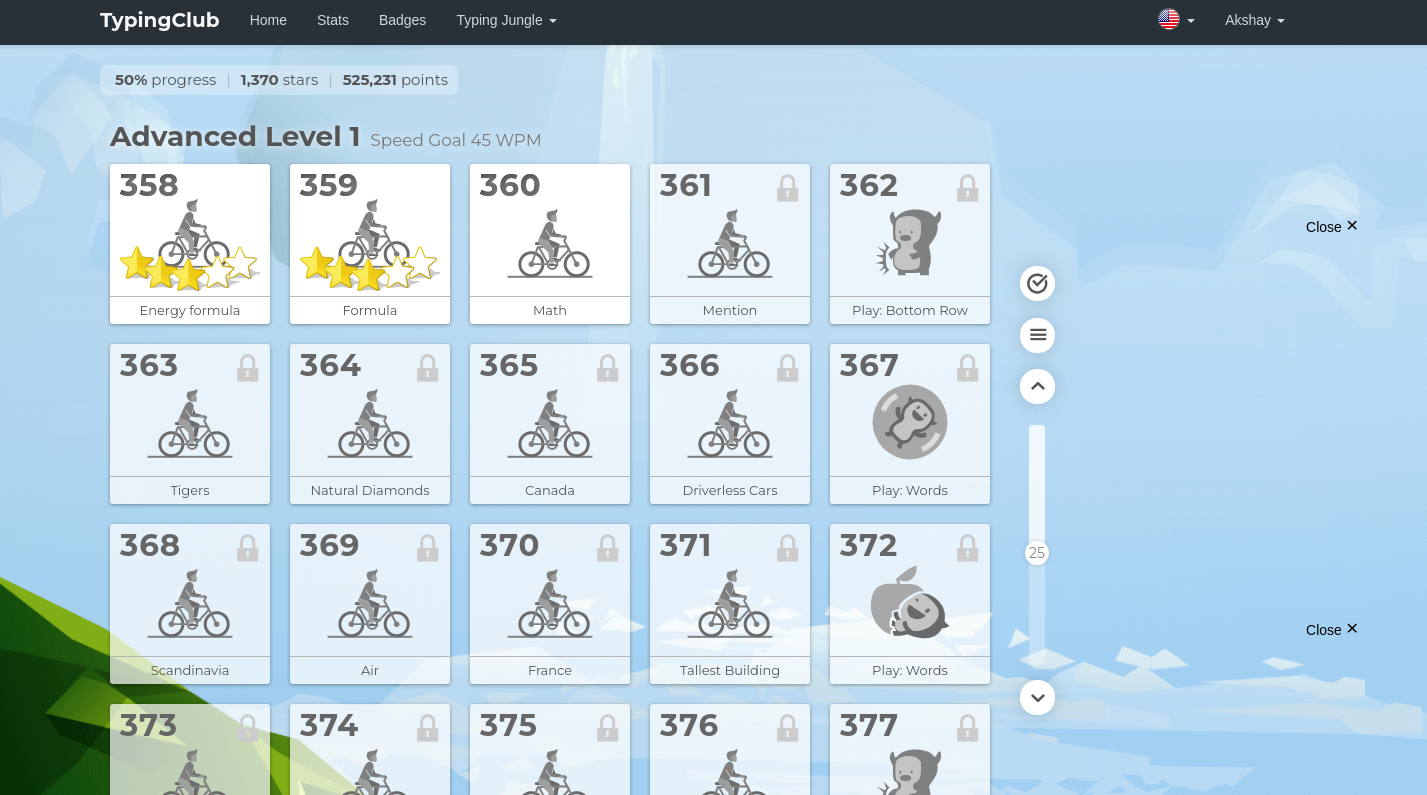 TypingClub Home Stats Badges Typing Jungle Akshay
50% progress | 1,370 stars | 525,231 points
Advanced Level 1 Speed Goal 45 WPM
358 359 360 361 362
Energy formula Formula Math Mention Play: Bottom Row
Close ✕
363 364 365 366 367
Tigers Natural Diamonds Canada Driverless Cars Play: Words
368 369 370 371 372
25
Scandinavia Air France Tallest Building Play: Words
Close ✕
373 374 375 376 377